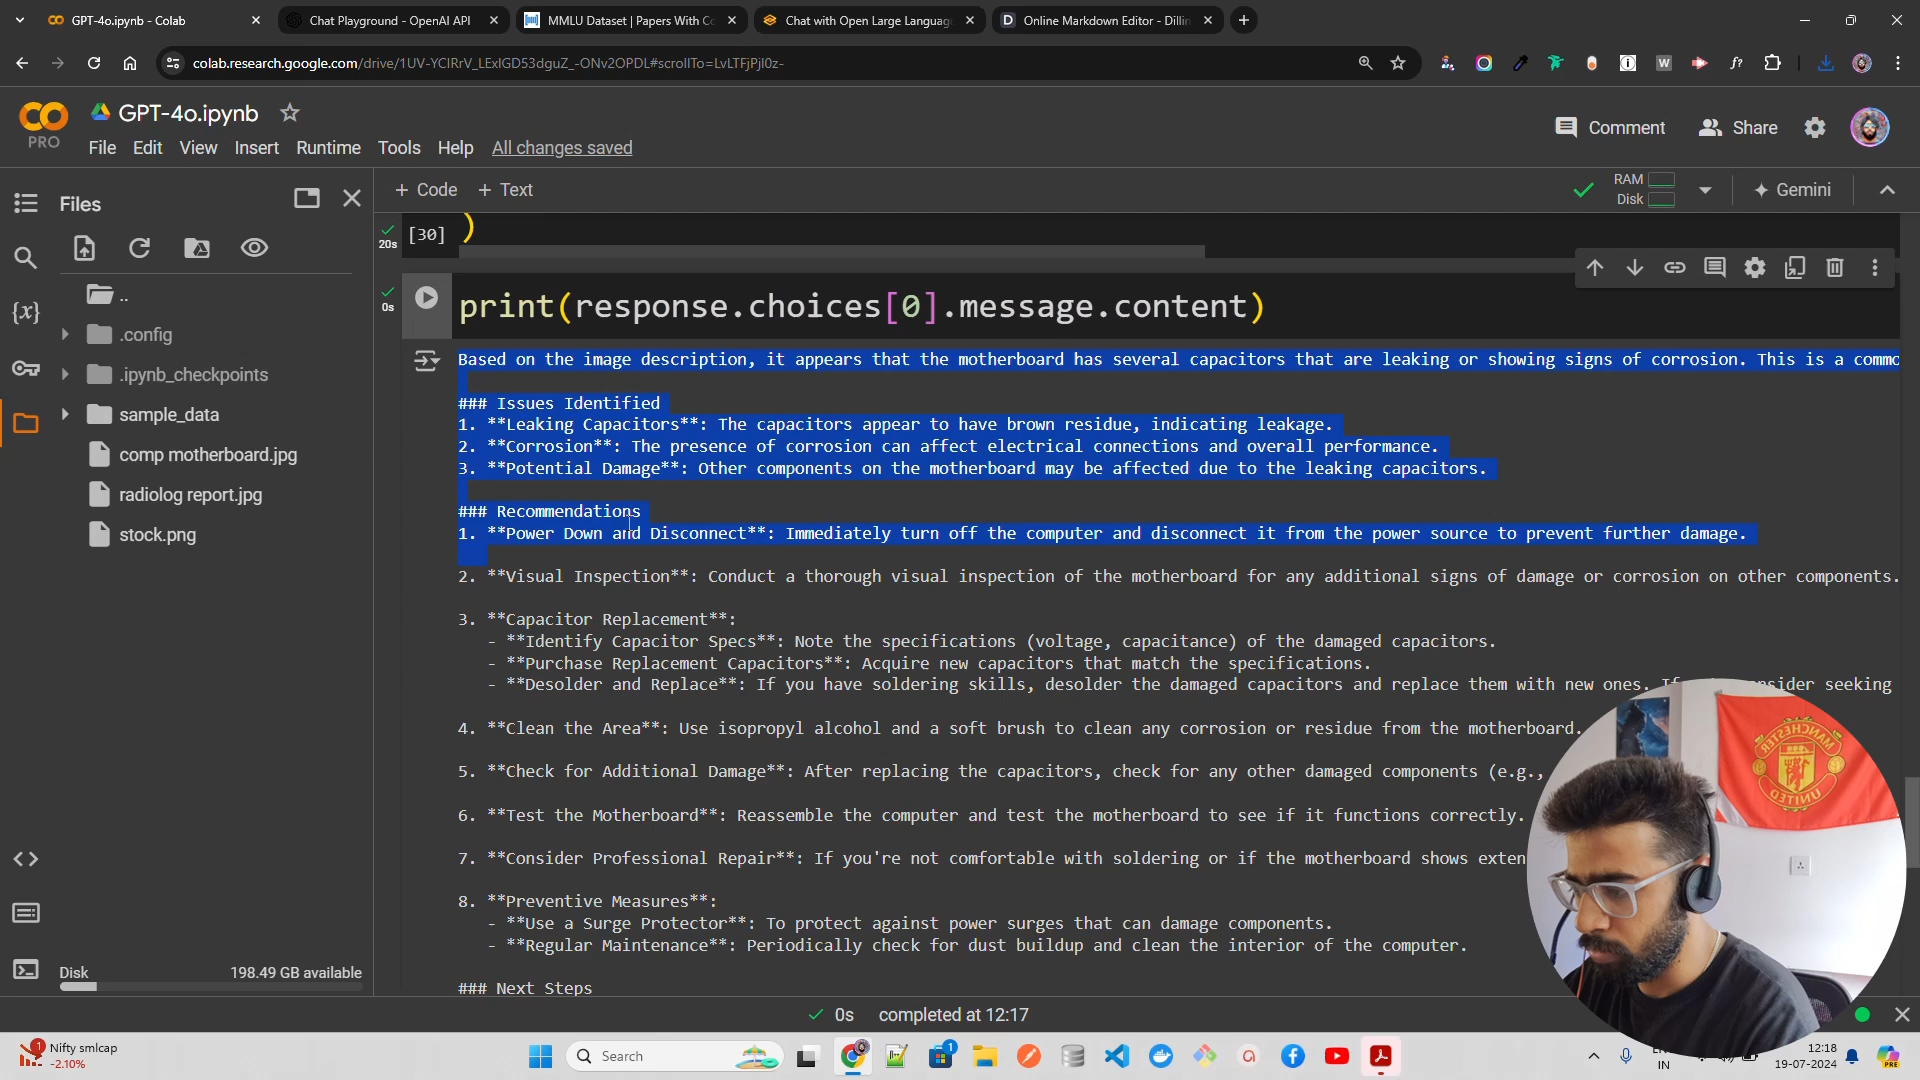 GPT-4o.ipynb - Colab
Chat Playground - OpenAI API
MMLU Dataset | Papers With Co
Chat with Open Large Languag
Online Markdown Editor - Dillin
colab.research.google.com/drive/1UV-YClRrV_LExIGD53dguZ_-ONv2OPDL#scrollTo=LvLTFjPjI0z-
GPT-4o.ipynb
PRO
File Edit View Insert Runtime Tools Help All changes saved
Comment
Share
Files
+ Code + Text
RAM
Disk
Gemini
..
.config
.ipynb_checkpoints
sample_data
comp motherboard.jpg
radiolog report.jpg
stock.png
Disk 198.49 GB available
20s
[30] )
0s
print(response.choices[0].message.content)
Based on the image description, it appears that the motherboard has several capacitors that are leaking or showing signs of corrosion. This is a commo
### Issues Identified
1. **Leaking Capacitors**: The capacitors appear to have brown residue, indicating leakage.
2. **Corrosion**: The presence of corrosion can affect electrical connections and overall performance.
3. **Potential Damage**: Other components on the motherboard may be affected due to the leaking capacitors.
### Recommendations
1. **Power Down and Disconnect**: Immediately turn off the computer and disconnect it from the power source to prevent further damage.
2. **Visual Inspection**: Conduct a thorough visual inspection of the motherboard for any additional signs of damage or corrosion on other components.
3. **Capacitor Replacement**:
- **Identify Capacitor Specs**: Note the specifications (voltage, capacitance) of the damaged capacitors.
- **Purchase Replacement Capacitors**: Acquire new capacitors that match the specifications.
- **Desolder and Replace**: If you have soldering skills, desolder the damaged capacitors and replace them with new ones. If seeking
4. **Clean the Area**: Use isopropyl alcohol and a soft brush to clean any corrosion or residue from the motherboard.
5. **Check for Additional Damage**: After replacing the capacitors, check for any other damaged components (e.g.,
6. **Test the Motherboard**: Reassemble the computer and test the motherboard to see if it functions correctly.
7. **Consider Professional Repair**: If you're not comfortable with soldering or if the motherboard shows exten
8. **Preventive Measures**:
- **Use a Surge Protector**: To protect against power surges that can damage components.
- **Regular Maintenance**: Periodically check for dust buildup and clean the interior of the computer.
### Next Steps
MANCHESTER
UNITED
0s completed at 12:17
1
Nifty smlcap
-2.10%
Search
1
IN
12:18
19-07-2024
PRE